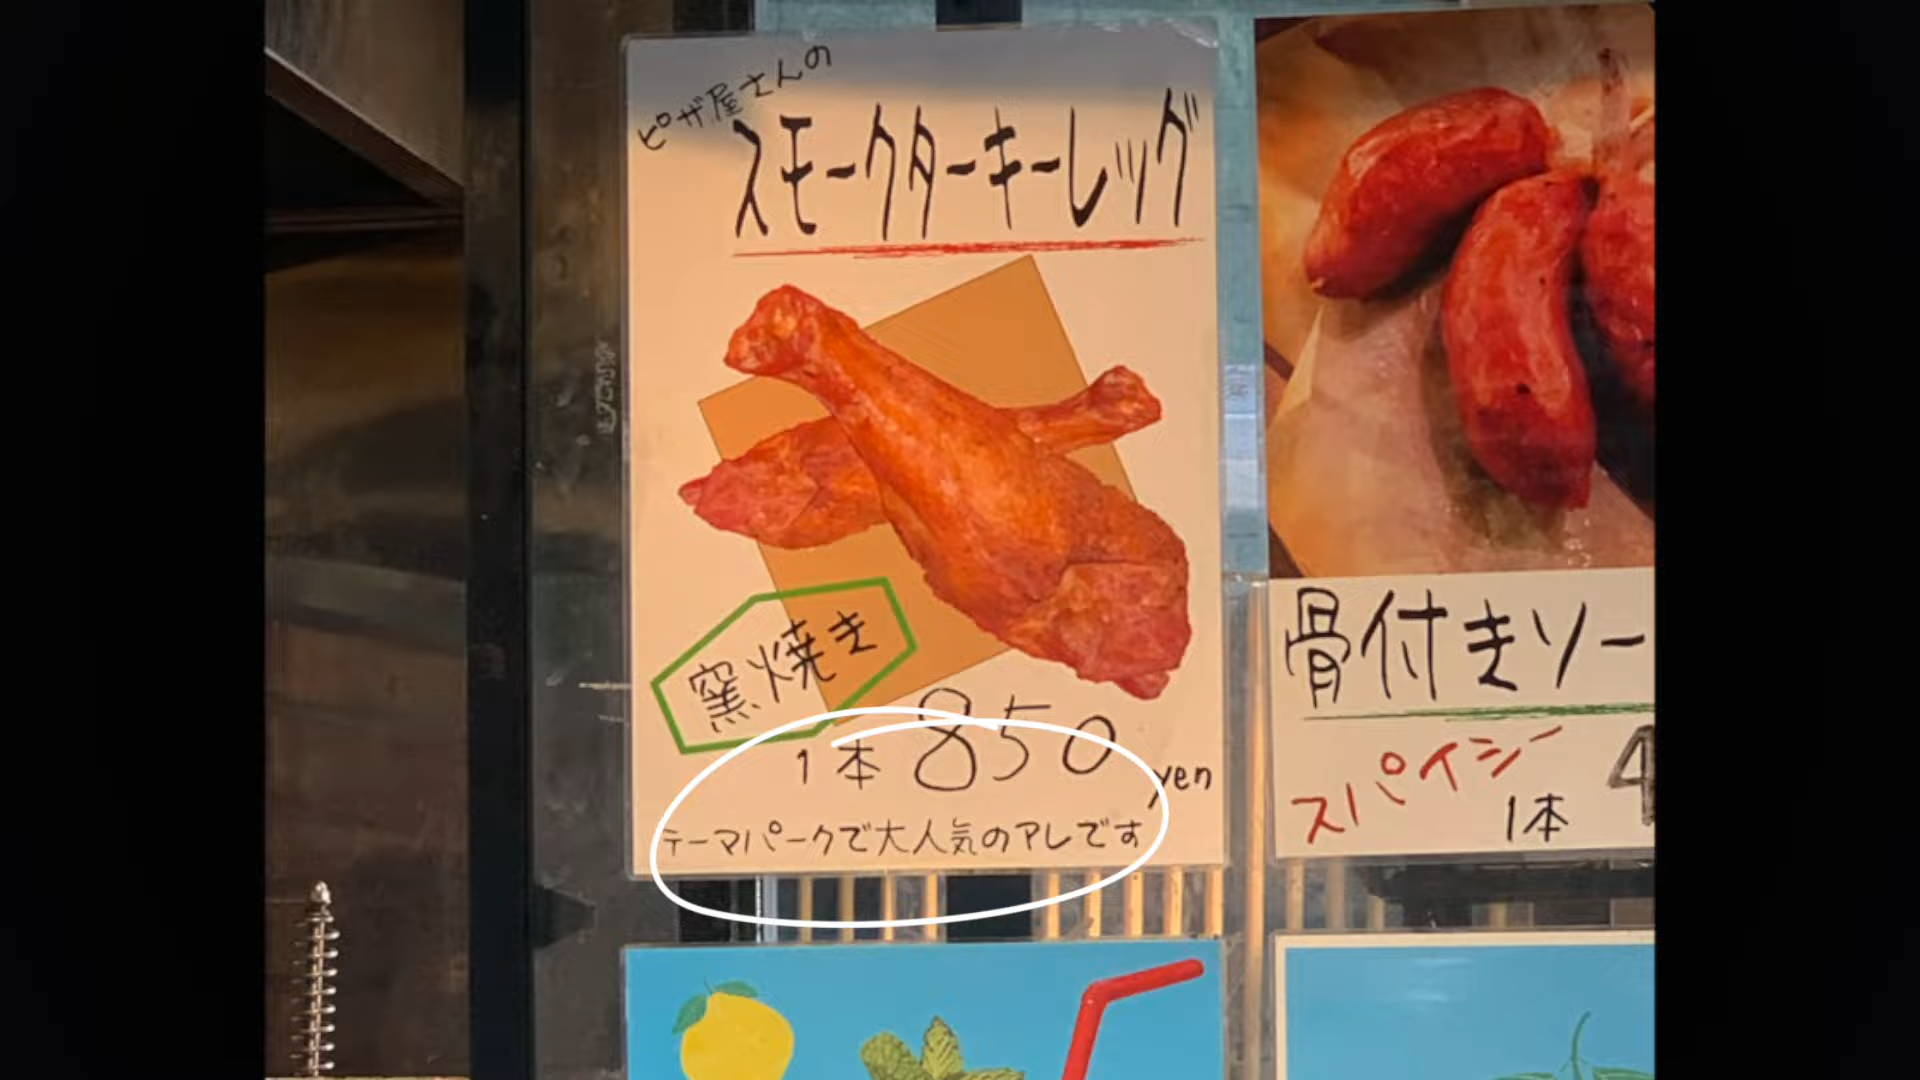 ピザ屋さんの
スモークターキーレッグ
窯焼き
1本 850 yen
テーマパークで大人気のアレです
骨付きソー
スパイシー
1本 4